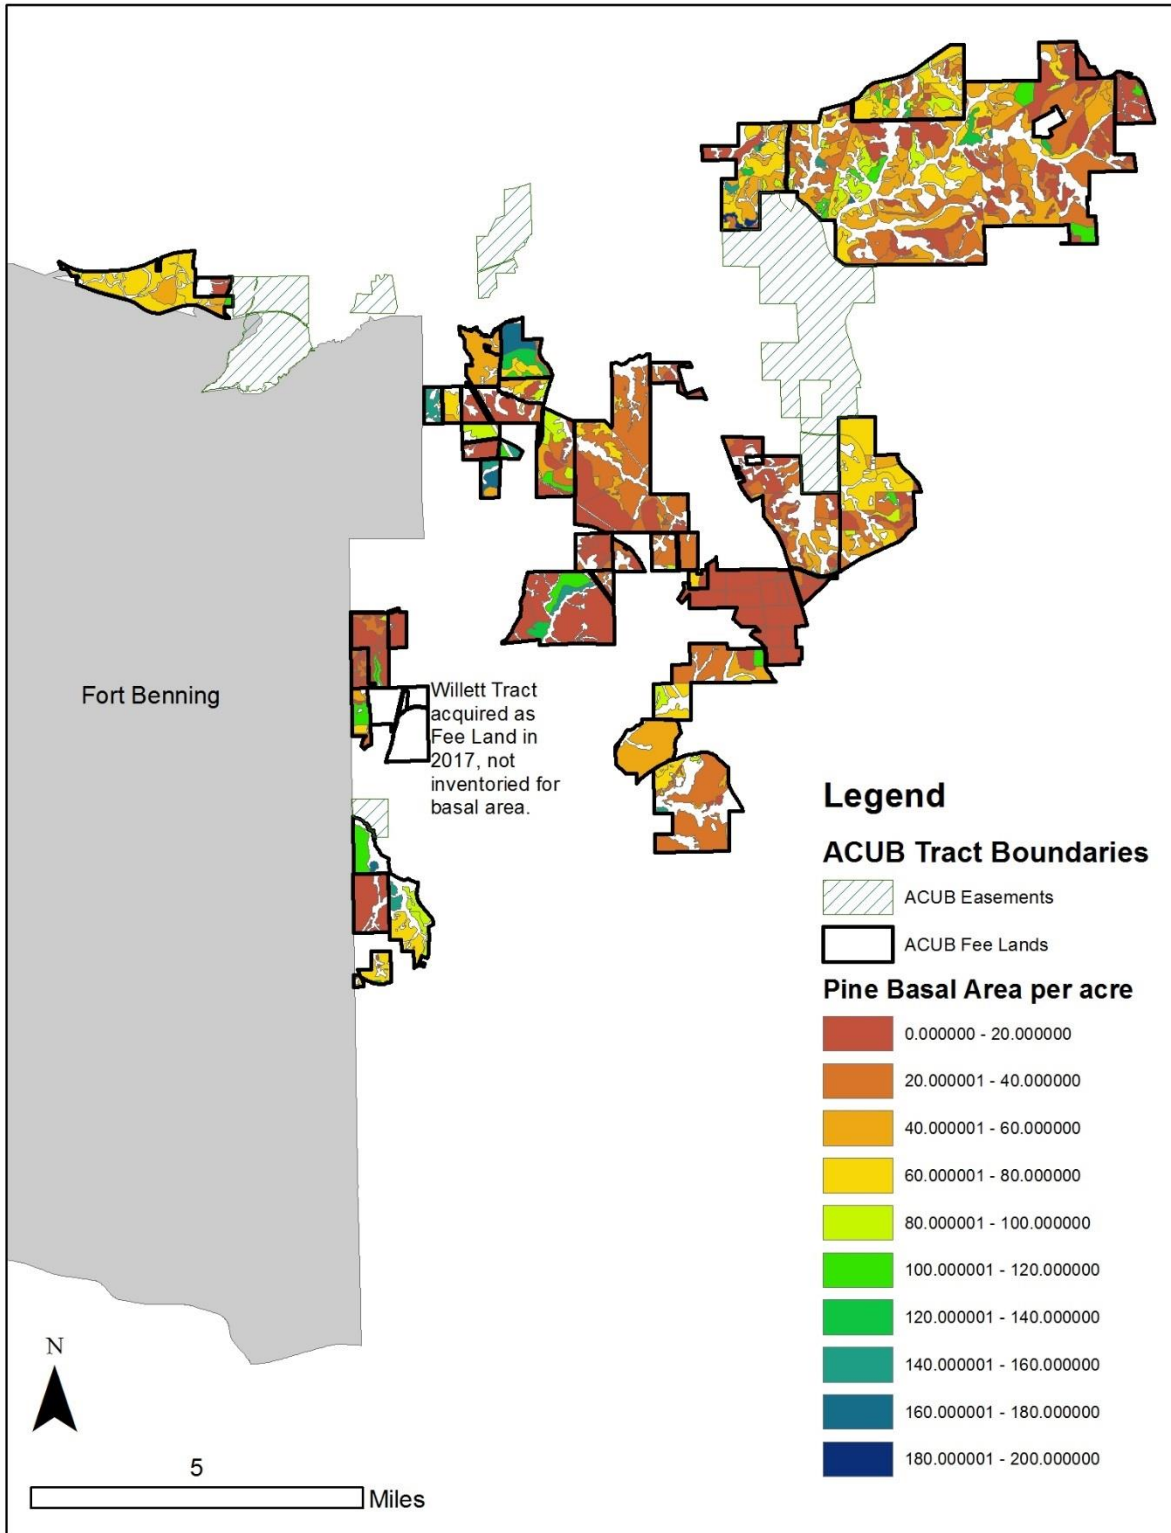 Fort Benning
Willett Tract
acquired as
Fee Land in
2017, not
inventoried for
basal area.
Legend
ACUB Tract Boundaries
ACUB Easements
ACUB Fee Lands
Pine Basal Area per acre
0.000000 - 20.000000
20.000001 - 40.000000
40.000001 - 60.000000
60.000001 - 80.000000
80.000001 - 100.000000
100.000001 - 120.000000
120.000001 - 140.000000
140.000001 - 160.000000
160.000001 - 180.000000
180.000001 - 200.000000
N
5
Miles